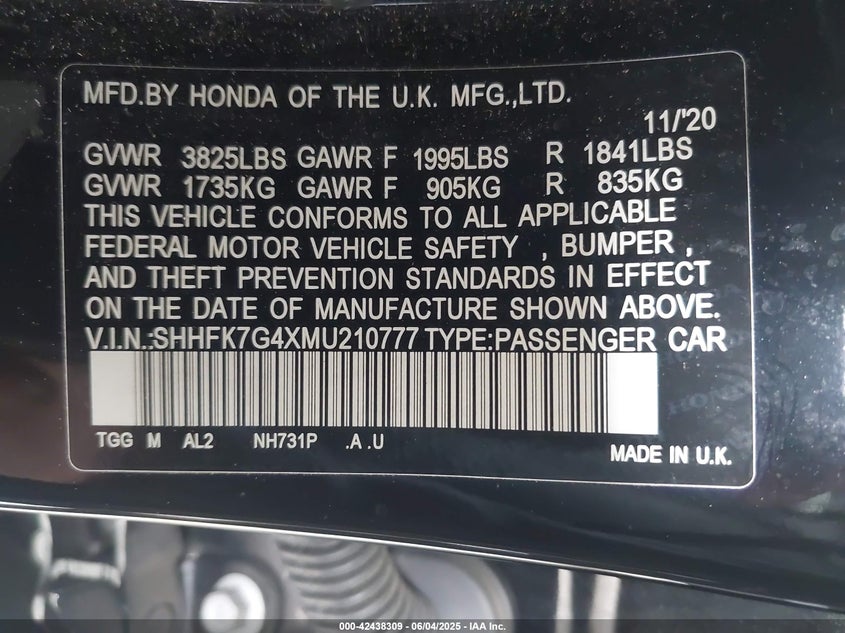 MFD.BY HONDA OF THE U.K. MFG.,LTD.
11/'20
GVWR 3825LBS GAWR F 1995LBS R 1841LBS
GVWR 1735KG GAWR F 905KG R 835KG
THIS VEHICLE CONFORMS TO ALL APPLICABLE
FEDERAL MOTOR VEHICLE SAFETY , BUMPER ,
AND THEFT PREVENTION STANDARDS IN EFFECT
ON THE DATE OF MANUFACTURE SHOWN ABOVE.
V.I.N.:SHHFK7G4XMU210777 TYPE:PASSENGER CAR
HONDA
TGG M AL2 NH731P .A .U
MADE IN U.K.
000-42438309 - 06/04/2025 - IAA Inc.